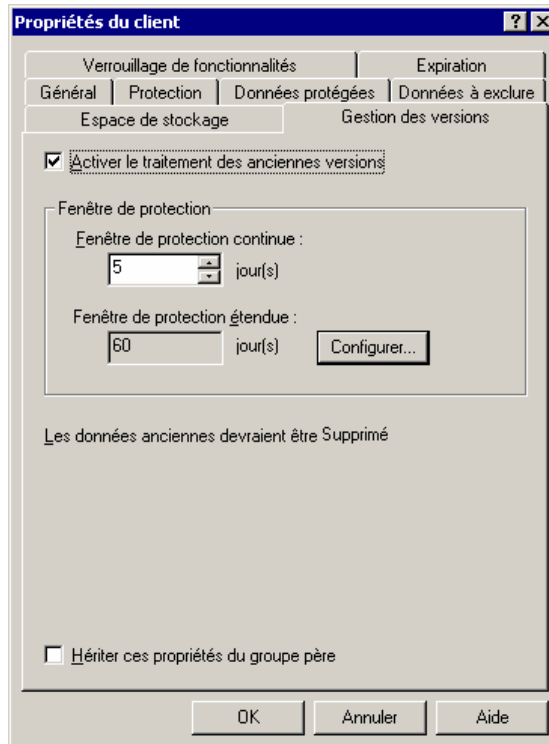 Propriétés du client
Verrouillage de fonctionnalités Expiration
Général Protection Données protégées Données à exclure
Espace de stockage Gestion des versions
Activer le traitement des anciennes versions
Fenêtre de protection
Fenêtre de protection continue :
5 jour(s)
Fenêtre de protection étendue :
60 jour(s) Configurer...
Les données anciennes devraient être Supprimé
Hériter ces propriétés du groupe père
OK Annuler Aide